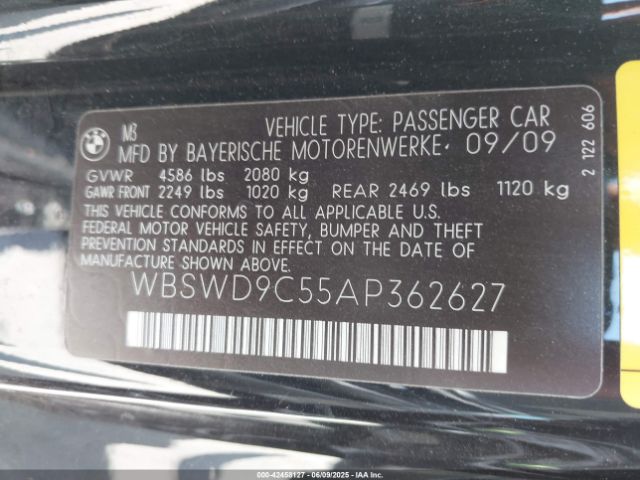 M3 VEHICLE TYPE: PASSENGER CAR
MFD BY BAYERISCHE MOTORENWERKE· 09/09
GVWR 4586 lbs 2080 kg
GAWR FRONT 2249 lbs 1020 kg REAR 2469 lbs 1120 kg
THIS VEHICLE CONFORMS TO ALL APPLICABLE U.S.
FEDERAL MOTOR VEHICLE SAFETY, BUMPER AND THEFT
PREVENTION STANDARDS IN EFFECT ON THE DATE OF
MANUFACTURE SHOWN ABOVE.
WBSWD9C55AP362627
2 122 606
BMW
000-42458127 06/09/2025 IAA Inc.